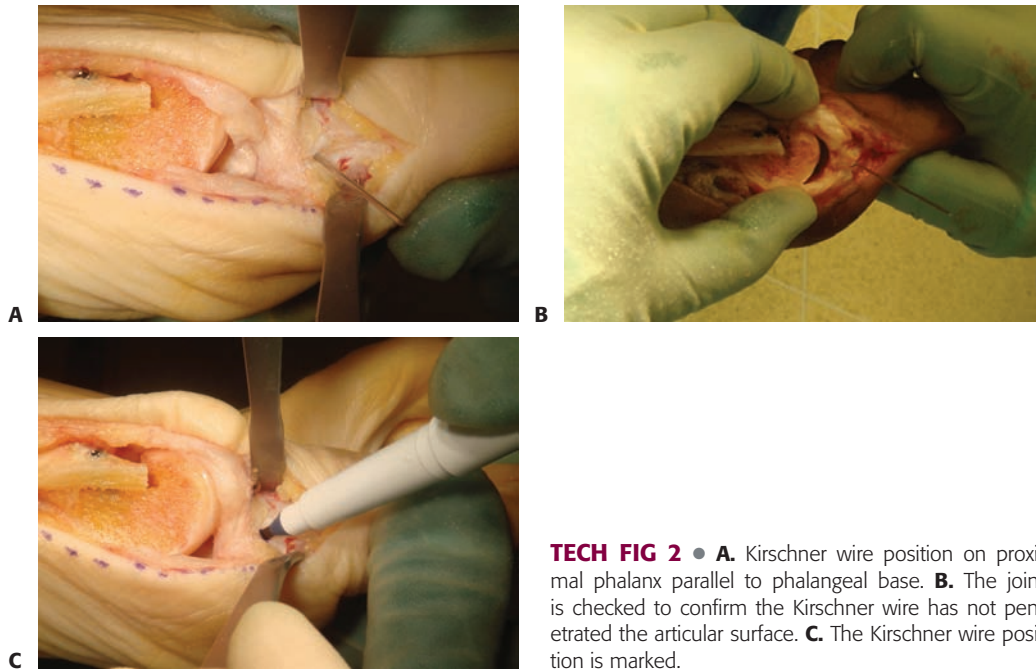 A
B
C
TECH FIG 2 ● A. Kirschner wire position on proxi-
mal phalanx parallel to phalangeal base. B. The join
is checked to confirm the Kirschner wire has not pen-
etrated the articular surface. C. The Kirschner wire posi-
tion is marked.